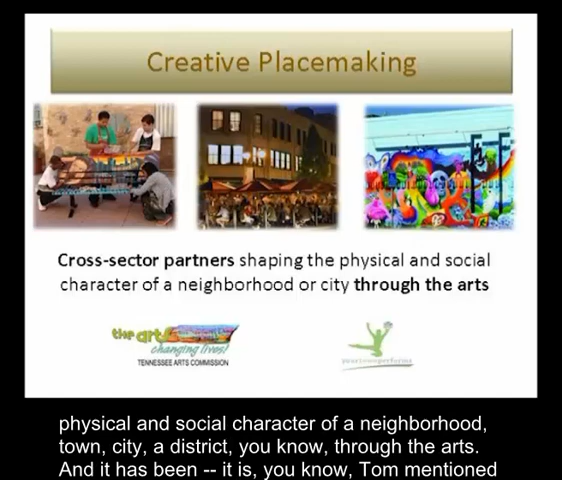 Creative Placemaking
Cross-sector partners shaping the physical and social
character of a neighborhood or city through the arts
the arts
changing lives!
TENNESSEE ARTS COMMISSION
yourtownperforms
physical and social character of a neighborhood,
town, city, a district, you know, through the arts.
And it has been -- it is, you know, Tom mentioned